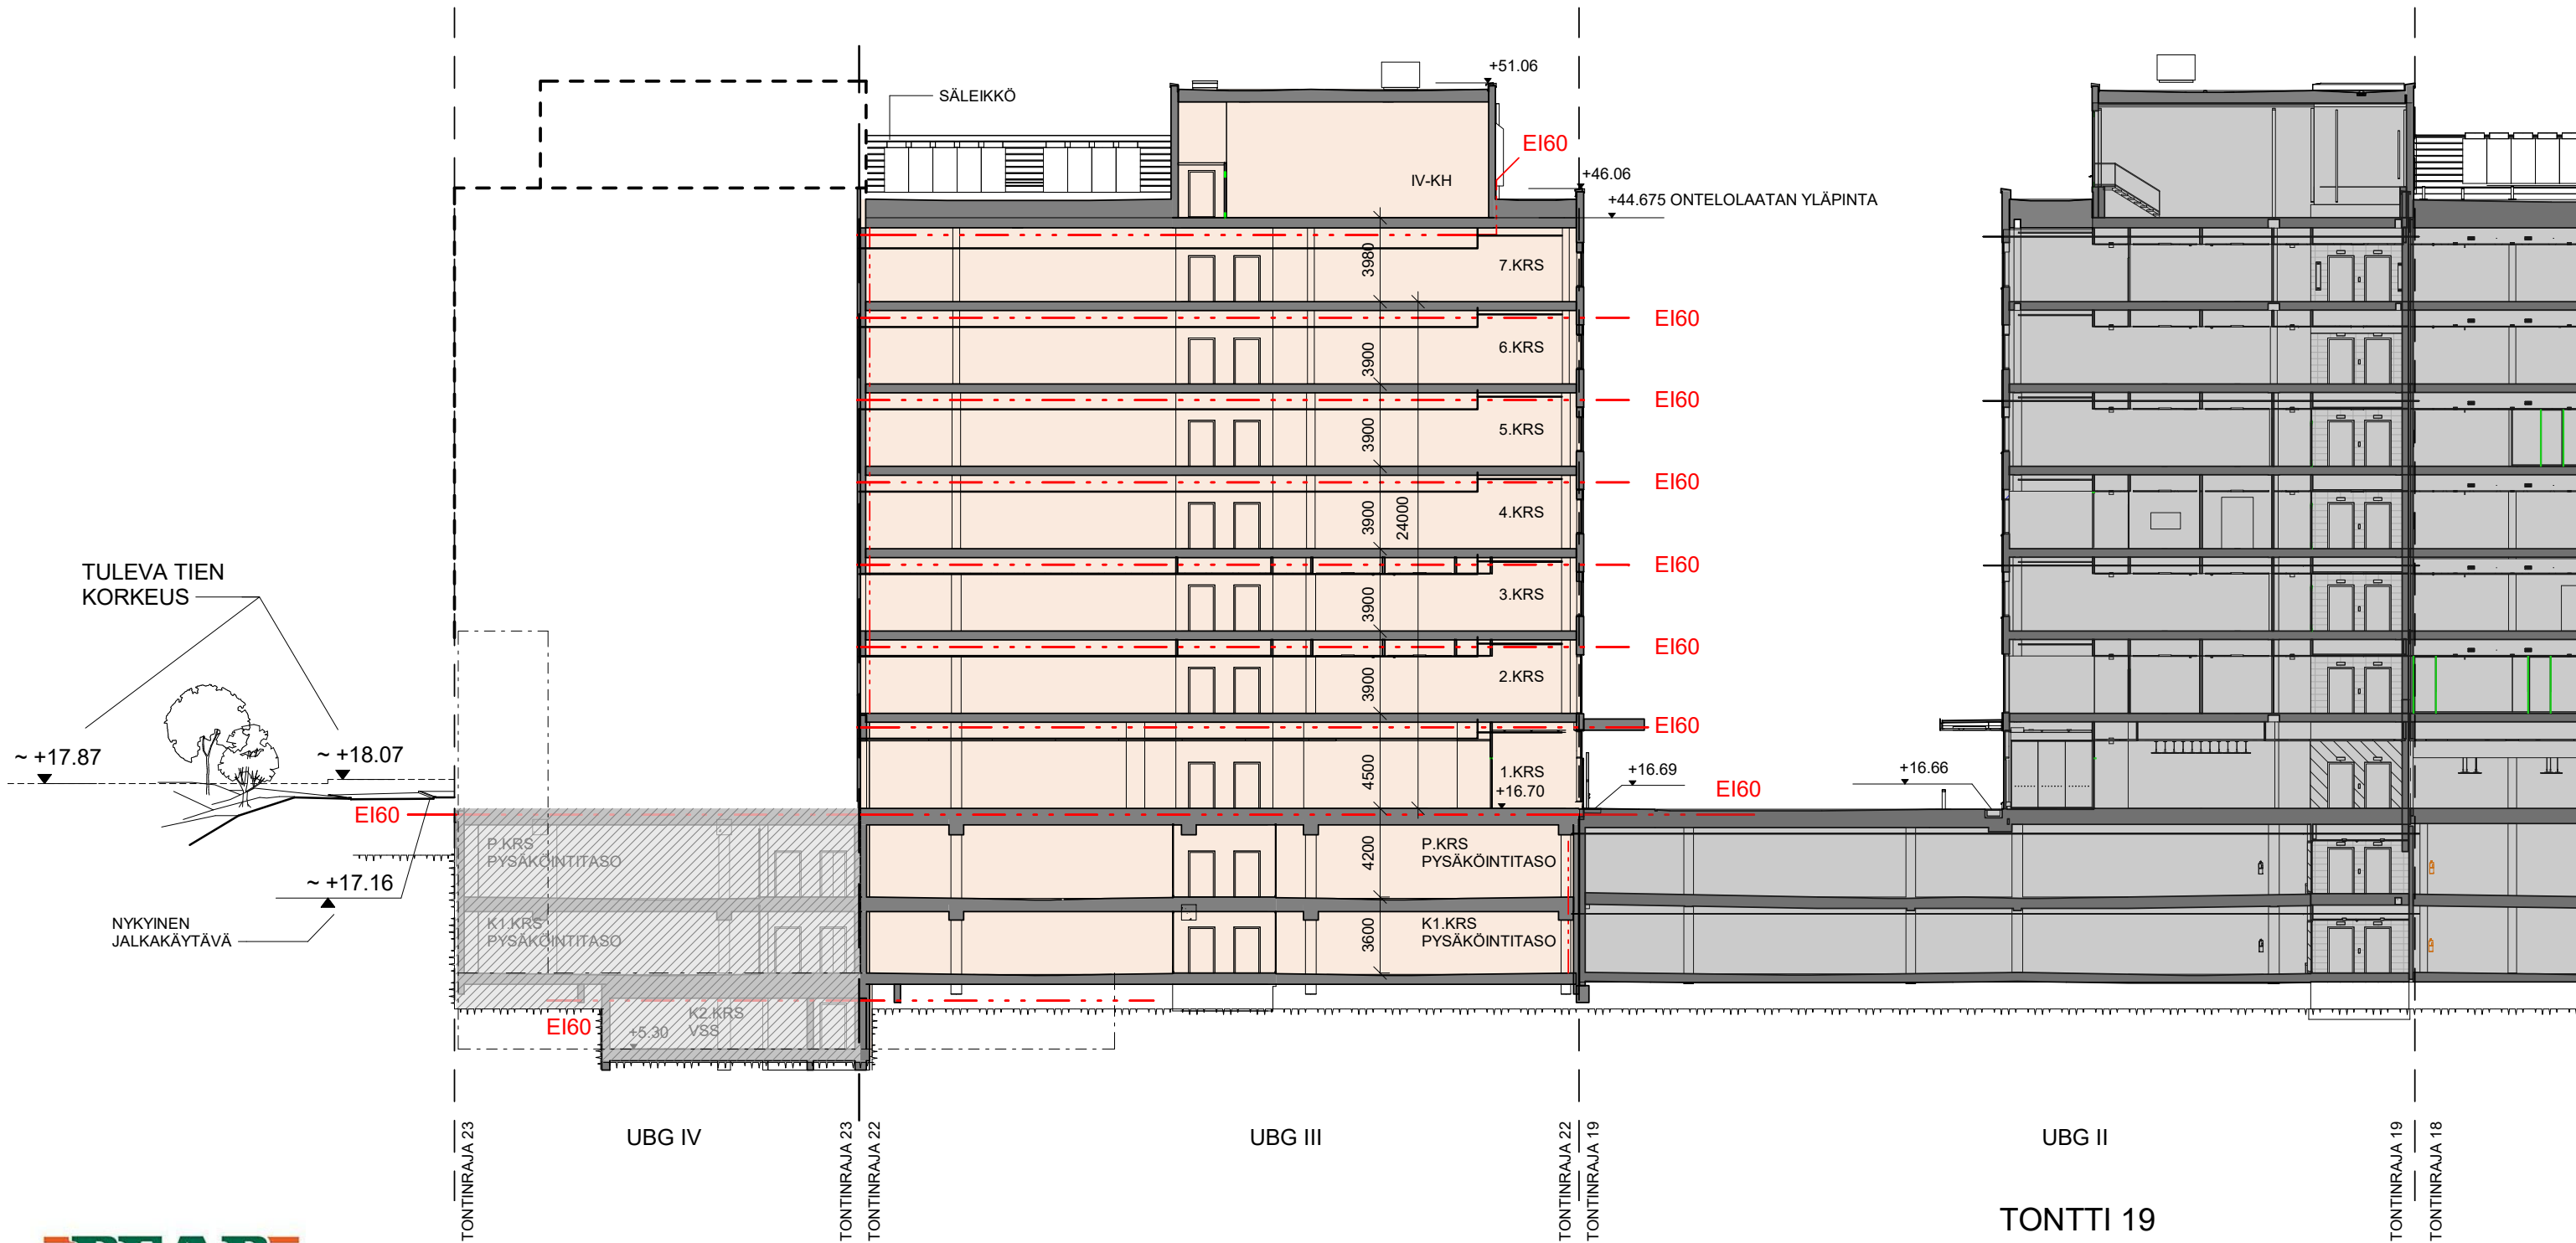 +51.06
SÄLEIKKÖ
EI60
IV-KH
+46.06
+44.675 ONTELOLAATAN YLÄPINTA
3980
7.KRS
EI60
3900
6.KRS
EI60
3900
5.KRS
EI60
3900
24000
4.KRS
EI60
3900
3.KRS
EI60
3900
2.KRS
EI60
TULEVA TIEN
KORKEUS
~ +17.87
~ +18.07
4500
1.KRS
+16.70
+16.69
+16.66
EI60
EI60
P.KRS
PYSÄKÖINTITASO
4200
P.KRS
PYSÄKÖINTITASO
~ +17.16
NYKYINEN
JALKAKÄYTÄVÄ
K1.KRS
PYSÄKÖINTITASO
3600
K1.KRS
PYSÄKÖINTITASO
EI60
K2.KRS
VSS
+5.30
TONTINRAJA 23
UBG IV
TONTINRAJA 23
TONTINRAJA 22
UBG III
TONTINRAJA 22
TONTINRAJA 19
UBG II
TONTINRAJA 19
TONTINRAJA 18
TONTTI 19